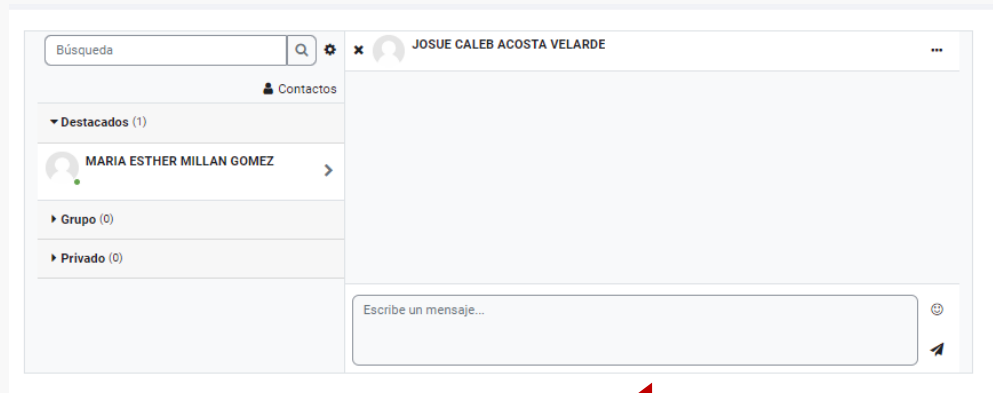 Búsqueda
Contactos
Destacados (1)
MARIA ESTHER MILLAN GOMEZ
Grupo (0)
Privado (0)
JOSUE CALEB ACOSTA VELARDE
Escribe un mensaje...